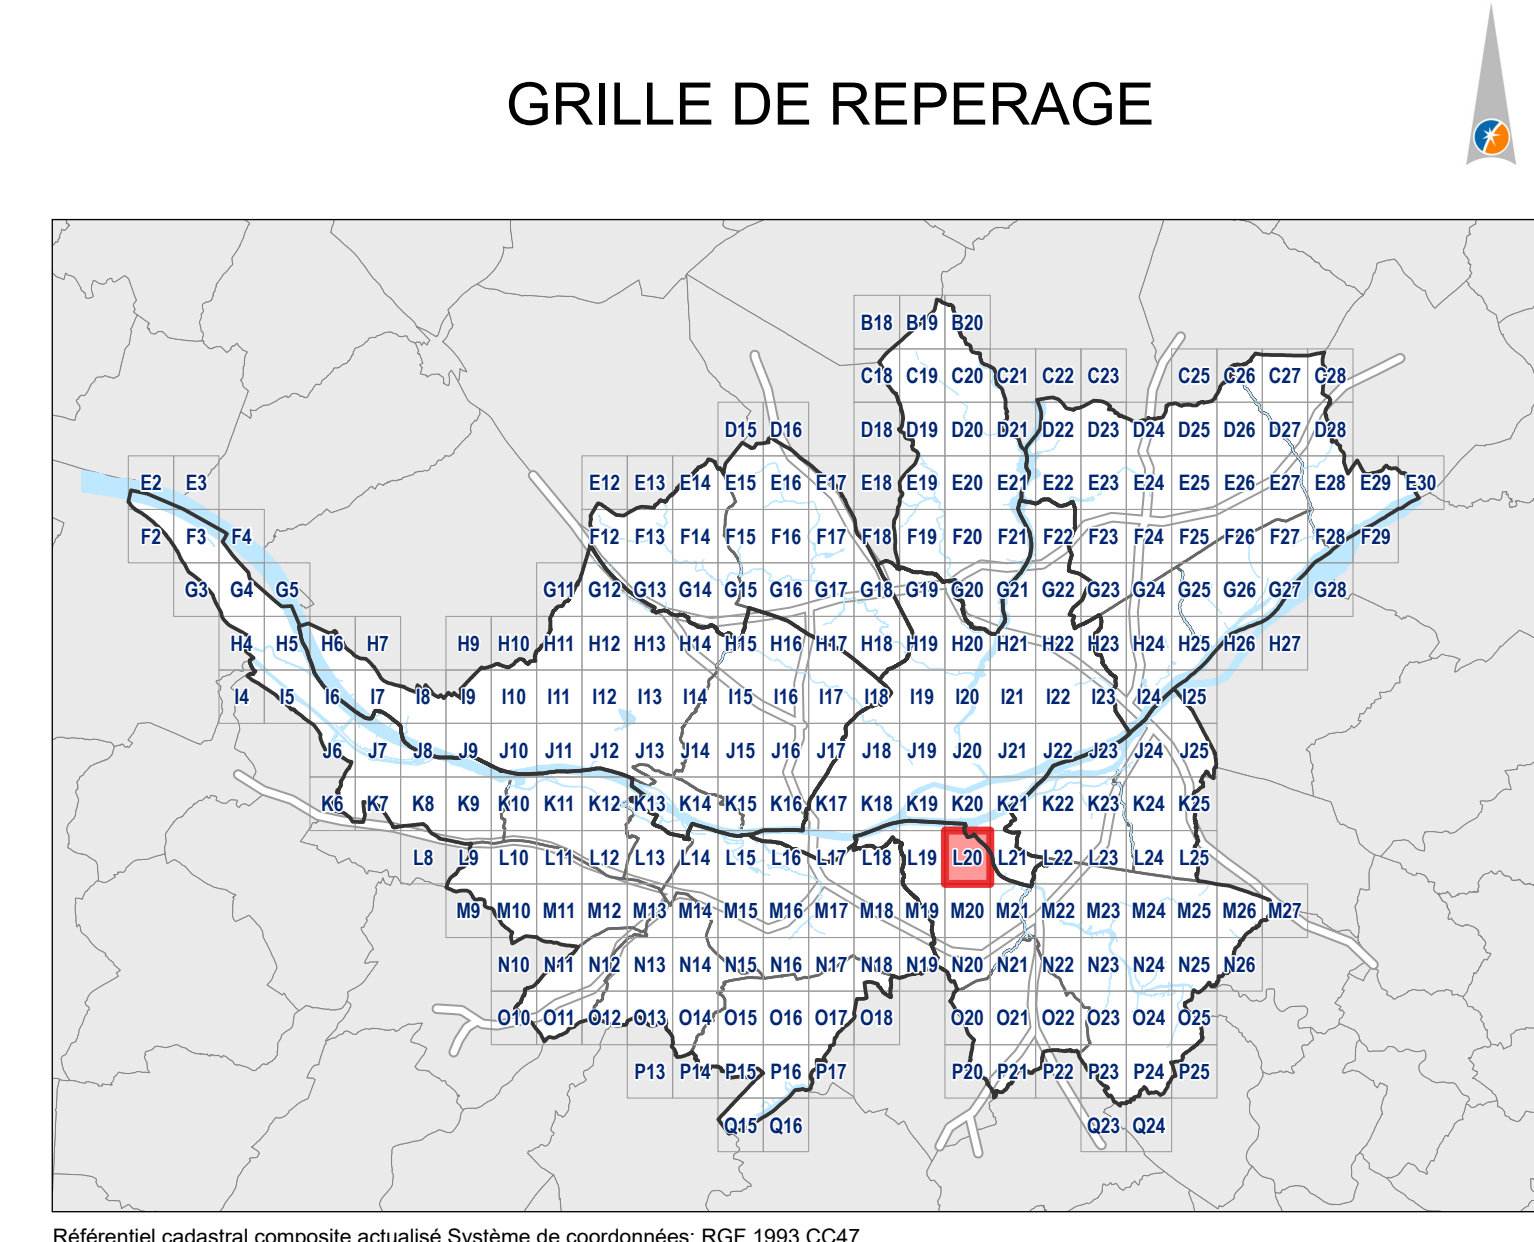 GRILLE DE REPERAGE
B18 B19 B20
C18 C19 C20 C21 C22 C23 C25 C26 C27 C28
D15 D16 D18 D19 D20 D21 D22 D23 D24 D25 D26 D27 D28
E2 E3 E12 E13 E14 E15 E16 E17 E18 E19 E20 E21 E22 E23 E24 E25 E26 E27 E28 E29 E30
F2 F3 F4 F12 F13 F14 F15 F16 F17 F18 F19 F20 F21 F22 F23 F24 F25 F26 F27 F28 F29
G3 G4 G5 G11 G12 G13 G14 G15 G16 G17 G18 G19 G20 G21 G22 G23 G24 G25 G26 G27 G28
H4 H5 H6 H7 H9 H10 H11 H12 H13 H14 H15 H16 H17 H18 H19 H20 H21 H22 H23 H24 H25 H26 H27
I4 I5 I6 I7 I8 I9 I10 I11 I12 I13 I14 I15 I16 I17 I18 I19 I20 I21 I22 I23 I24 I25
J6 J7 J8 J9 J10 J11 J12 J13 J14 J15 J16 J17 J18 J19 J20 J21 J22 J23 J24 J25
K6 K7 K8 K9 K10 K11 K12 K13 K14 K15 K16 K17 K18 K19 K20 K21 K22 K23 K24 K25
L8 L9 L10 L11 L12 L13 L14 L15 L16 L17 L18 L19 L20 L21 L22 L23 L24 L25
M9 M10 M11 M12 M13 M14 M15 M16 M17 M18 M19 M20 M21 M22 M23 M24 M25 M26 M27
N10 N11 N12 N13 N14 N15 N16 N17 N18 N19 N20 N21 N22 N23 N24 N25 N26
O10 O11 O12 O13 O14 O15 O16 O17 O18 O20 O21 O22 O23 O24 O25
P13 P14 P15 P16 P17 P20 P21 P22 P23 P24 P25
Q15 Q16 Q23 Q24
Référentiel cadastral composite actualisé Système de coordonnées: RGF 1993 CC47